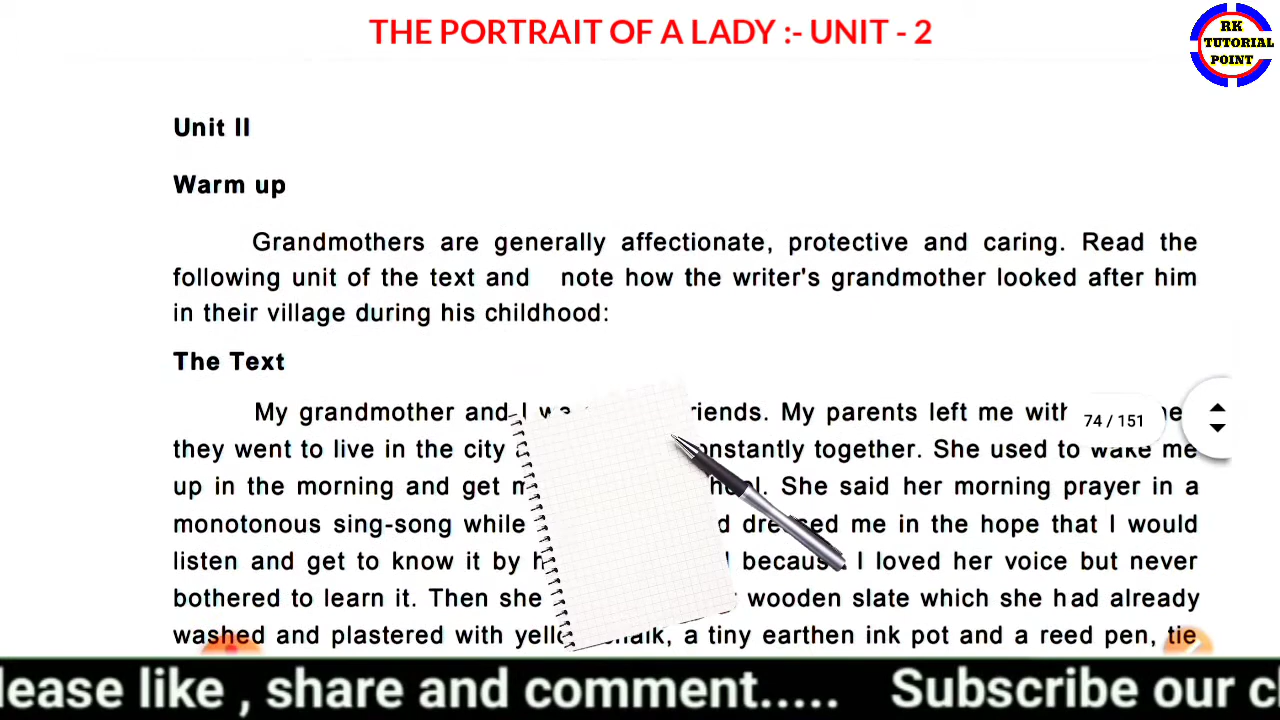 THE PORTRAIT OF A LADY :- UNIT - 2
RK
TUTORIAL
POINT
Unit II
Warm up
Grandmothers are generally affectionate, protective and caring. Read the
following unit of the text and note how the writer's grandmother looked after him
in their village during his childhood:
The Text
My grandmother and I riends. My parents left me with
74 / 151
they went to live in the city onstantly together. She used to wake me
up in the morning and get school. She said her morning prayer in a
monotonous sing-song while dressed me in the hope that I would
listen and get to know it by because I loved her voice but never
bothered to learn it. Then she wooden slate which she had already
washed and plastered with yellow chalk, a tiny earthen ink pot and a reed pen, tie
lease like , share and comment..... Subscribe our c